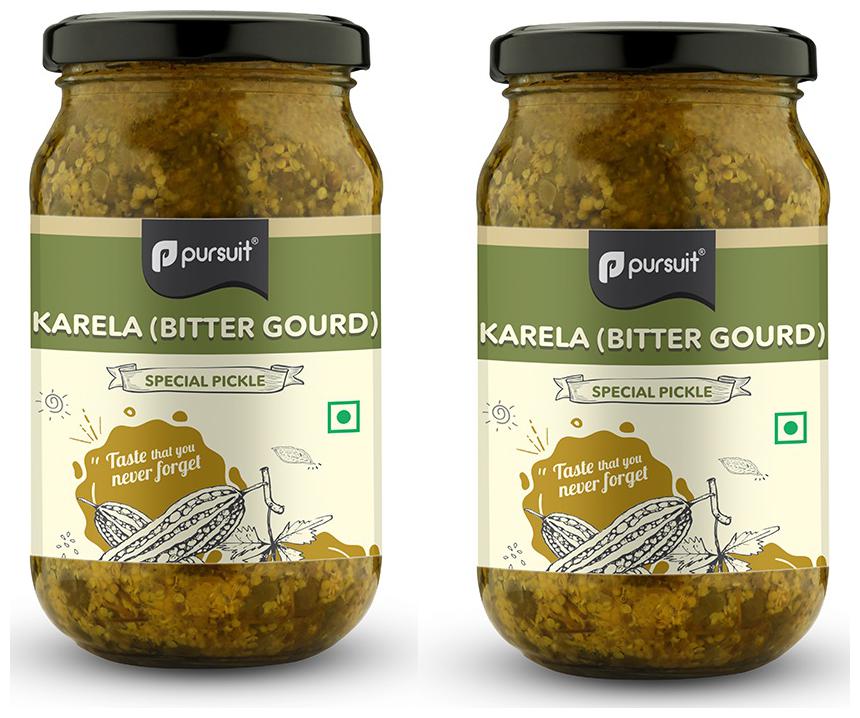 pursuit®
KARELA (BITTER GOURD)
SPECIAL PICKLE
"Taste that you
never forget
pursuit®
KARELA (BITTER GOURD)
SPECIAL PICKLE
"Taste that you
never forget